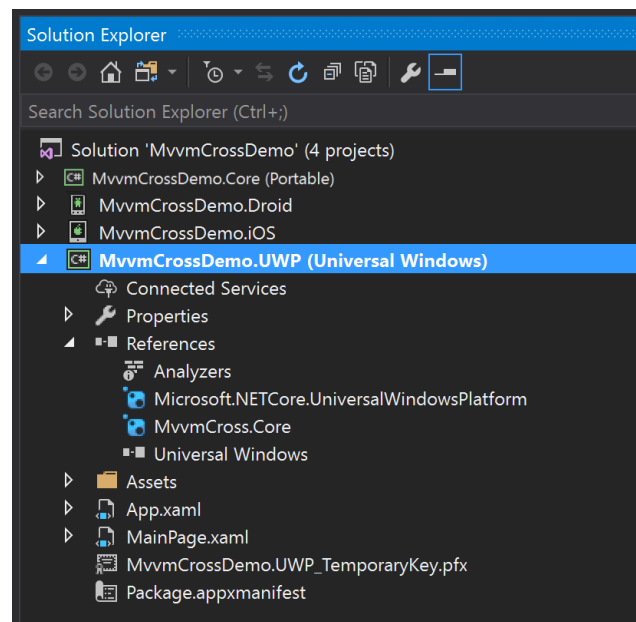 Solution Explorer
Search Solution Explorer (Ctrl+;)
Solution 'MvvmCrossDemo' (4 projects)
C# MvvmCrossDemo.Core (Portable)
MvvmCrossDemo.Droid
MvvmCrossDemo.iOS
C# MvvmCrossDemo.UWP (Universal Windows)
Connected Services
Properties
References
Analyzers
Microsoft.NETCore.UniversalWindowsPlatform
MvvmCross.Core
Universal Windows
Assets
App.xaml
MainPage.xaml
MvvmCrossDemo.UWP_TemporaryKey.pfx
Package.appxmanifest